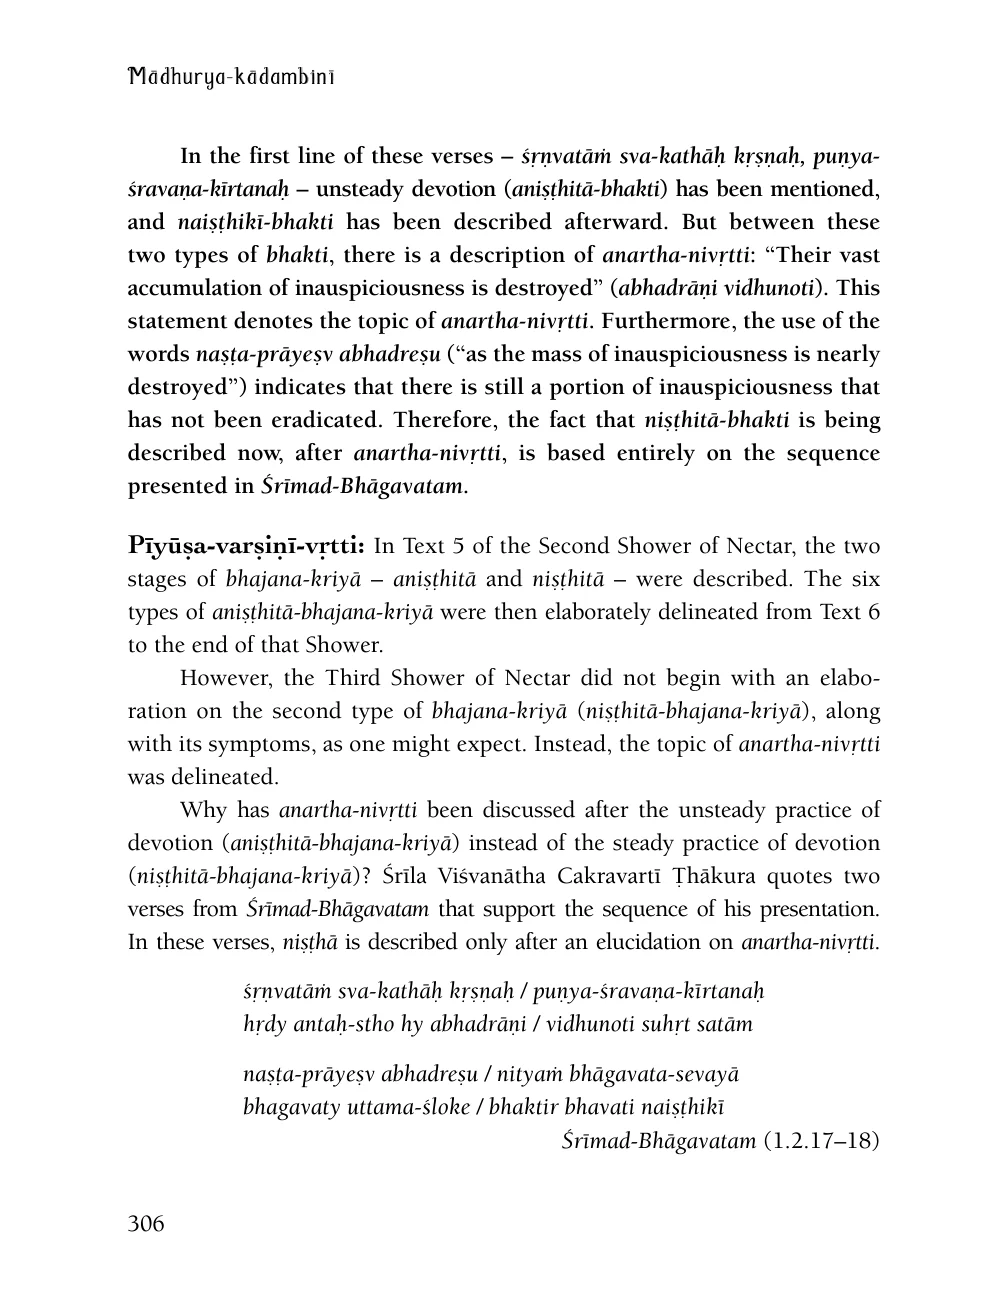 Mādhurya-kādambinī
In the first line of these verses – śṛṇvatāṁ sva-kathāḥ kṛṣṇaḥ, puṇya-
śravaṇa-kīrtanaḥ – unsteady devotion (aniṣṭhitā-bhakti) has been mentioned,
and naiṣṭhikī-bhakti has been described afterward. But between these
two types of bhakti, there is a description of anartha-nivṛtti: “Their vast
accumulation of inauspiciousness is destroyed” (abhadrāṇi vidhunoti). This
statement denotes the topic of anartha-nivṛtti. Furthermore, the use of the
words naṣṭa-prāyeṣv abhadreṣu (“as the mass of inauspiciousness is nearly
destroyed”) indicates that there is still a portion of inauspiciousness that
has not been eradicated. Therefore, the fact that niṣṭhitā-bhakti is being
described now, after anartha-nivṛtti, is based entirely on the sequence
presented in Śrīmad-Bhāgavatam.
Pīyūṣa-varṣiṇī-vṛtti: In Text 5 of the Second Shower of Nectar, the two
stages of bhajana-kriyā – aniṣṭhitā and niṣṭhitā – were described. The six
types of aniṣṭhitā-bhajana-kriyā were then elaborately delineated from Text 6
to the end of that Shower.
However, the Third Shower of Nectar did not begin with an elabo-
ration on the second type of bhajana-kriyā (niṣṭhitā-bhajana-kriyā), along
with its symptoms, as one might expect. Instead, the topic of anartha-nivṛtti
was delineated.
Why has anartha-nivṛtti been discussed after the unsteady practice of
devotion (aniṣṭhitā-bhajana-kriyā) instead of the steady practice of devotion
(niṣṭhitā-bhajana-kriyā)? Śrīla Viśvanātha Cakravartī Ṭhākura quotes two
verses from Śrīmad-Bhāgavatam that support the sequence of his presentation.
In these verses, niṣṭhā is described only after an elucidation on anartha-nivṛtti.
śṛṇvatāṁ sva-kathāḥ kṛṣṇaḥ / puṇya-śravaṇa-kīrtanaḥ
hṛdy antaḥ-stho hy abhadrāṇi / vidhunoti suhṛt satām
naṣṭa-prāyeṣv abhadreṣu / nityaṁ bhāgavata-sevayā
bhagavaty uttama-śloke / bhaktir bhavati naiṣṭhikī
Śrīmad-Bhāgavatam (1.2.17–18)
306